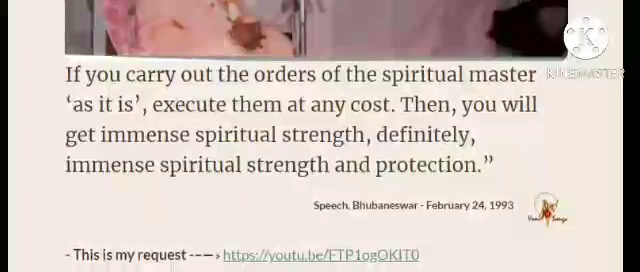 KINEMASTER
If you carry out the orders of the spiritual master
‘as it is’, execute them at any cost. Then, you will
get immense spiritual strength, definitely,
immense spiritual strength and protection.”
Speech, Bhubaneswar - February 24, 1993
- This is my request ---› https://youtu.be/FTP1ogOKIT0